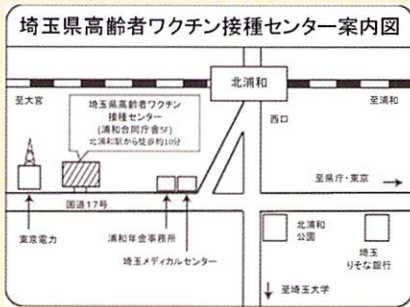 埼玉県高齢者ワクチン接種センター案内図
北浦和
至大宮
至浦和
埼玉県高齢者ワクチン
接種センター
(浦和合同庁舎5F)
北浦和駅から徒歩約10分
西口
至県庁・東京
国道17号
東京電力
浦和年金事務所
埼玉メディカルセンター
北浦和
公園
埼玉
りそな銀行
至埼玉大学